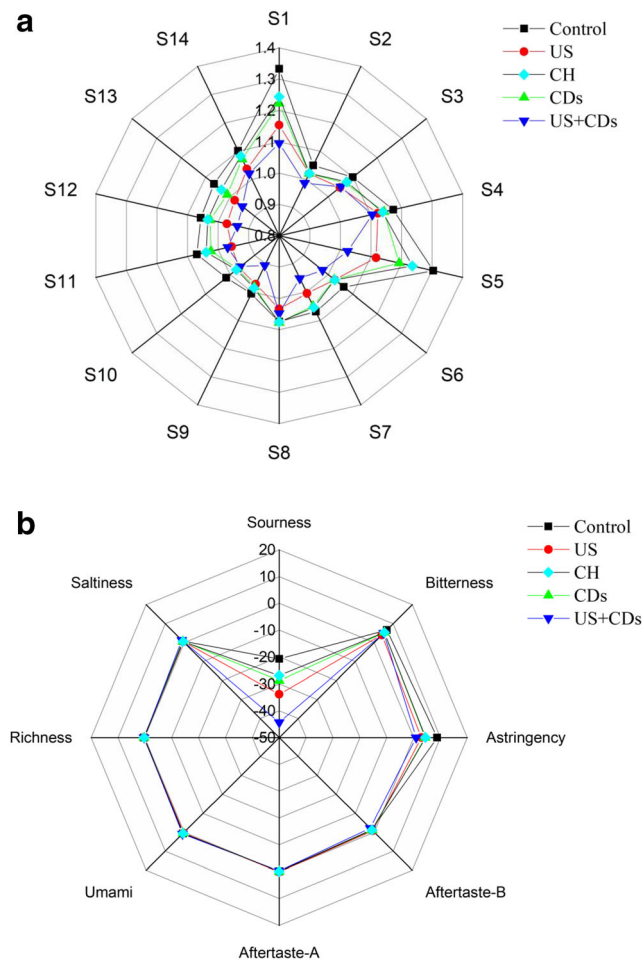 a
S1
S2
S3
S4
S5
S6
S7
S8
S9
S10
S11
S12
S13
S14
1.4
1.3
1.2
1.1
1.0
0.9
0.8
Control
US
CH
CDs
US+CDs
b
Sourness
Bitterness
Astringency
Aftertaste-B
Aftertaste-A
Umami
Richness
Saltiness
20
10
0
-10
-20
-30
-40
-50
Control
US
CH
CDs
US+CDs